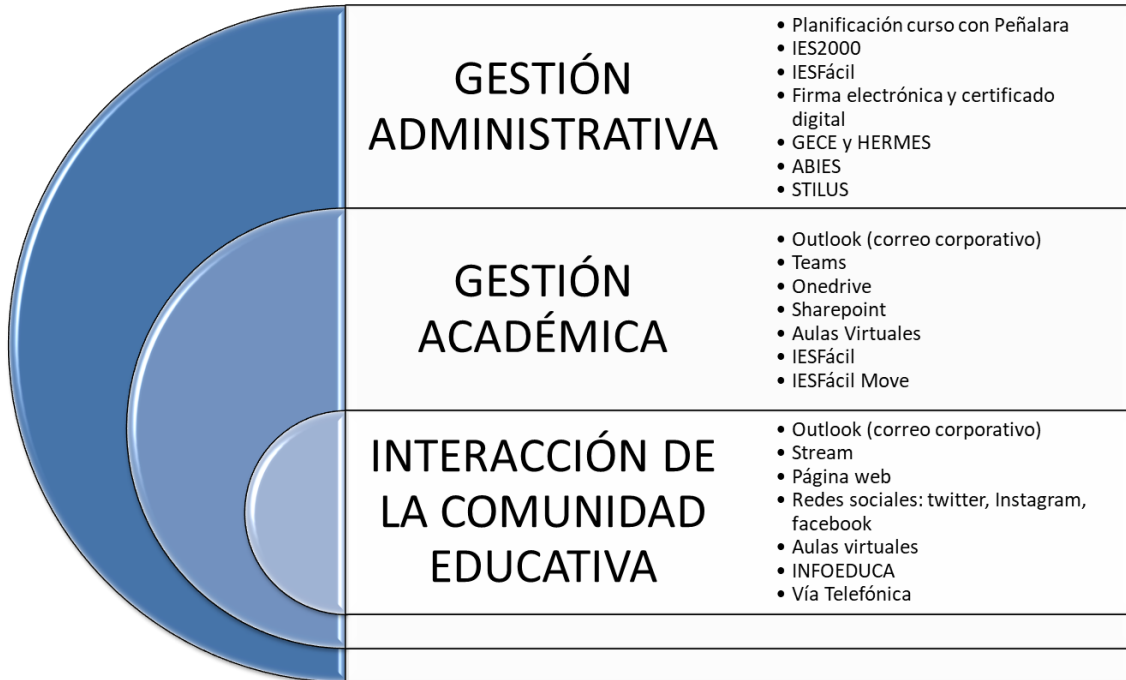 GESTIÓN
ADMINISTRATIVA
• Planificación curso con Peñalara
• IES2000
• IESFácil
• Firma electrónica y certificado
digital
• GECE y HERMES
• ABIES
• STILUS
GESTIÓN
ACADÉMICA
• Outlook (correo corporativo)
• Teams
• Onedrive
• Sharepoint
• Aulas Virtuales
• IESFácil
• IESFácil Move
INTERACCIÓN DE
LA COMUNIDAD
EDUCATIVA
• Outlook (correo corporativo)
• Stream
• Página web
• Redes sociales: twitter, Instagram,
facebook
• Aulas virtuales
• INFOEDUCA
• Vía Telefónica